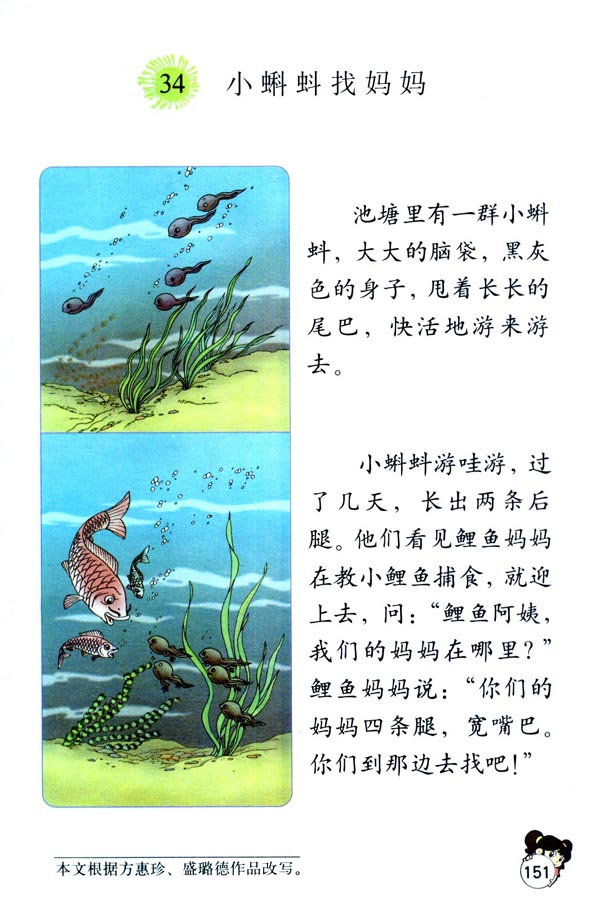 34 小蝌蚪找妈妈
池塘里有一群小蝌
蚪，大大的脑袋，黑灰
色的身子，甩着长长的
尾巴，快活地游来游
去。
小蝌蚪游哇游，过
了几天，长出两条后
腿。他们看见鲤鱼妈妈
在教小鲤鱼捕食，就迎
上去，问：“鲤鱼阿姨，
我们的妈妈在哪里？”
鲤鱼妈妈说：“你们的
妈妈四条腿，宽嘴巴。
你们到那边去找吧！”
本文根据方惠珍、盛璐德作品改写。
151